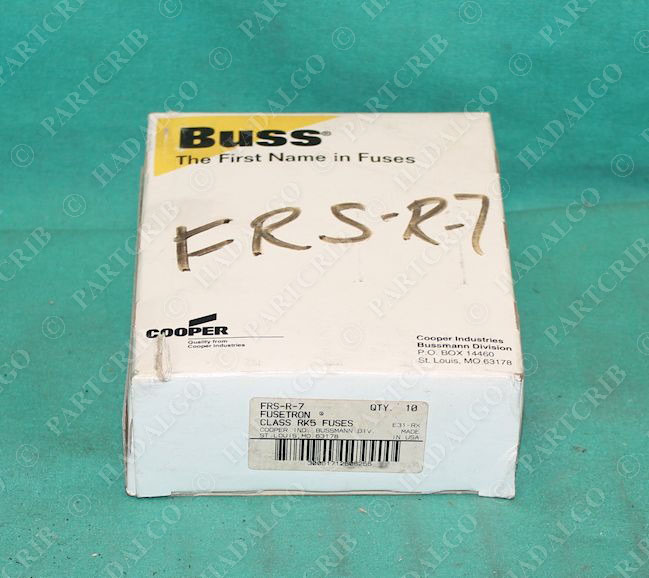 Buss®
The First Name in Fuses
FRS-R-7
COOPER
Quality from
Cooper Industries
Cooper Industries
Bussmann Division
P.O. BOX 14460
St. Louis, MO 63178
FRS-R-7 QTY. 10
FUSETRON ®
CLASS RK5 FUSES E31-RX
COOPER IND. BUSSMANN DIV. MADE
ST. LOUIS, MO 63178 IN USA
© PARTCRIB
© HADALGO